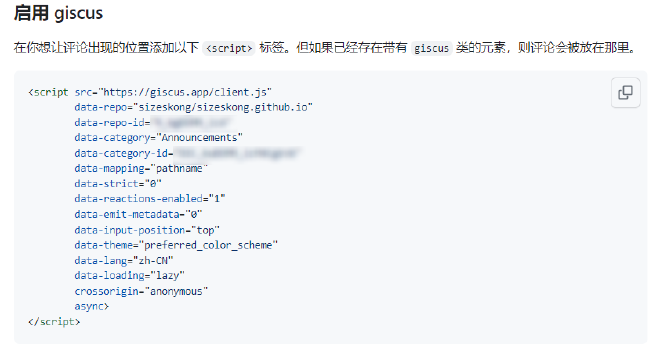 启用 giscus
在你想让评论出现的位置添加以下 <script> 标签。但如果已经存在带有 giscus 类的元素，则评论会被放在那里。
<script src="https://giscus.app/client.js"
data-repo="sizeskong/sizeskong.github.io"
data-repo-id=
data-category="Announcements"
data-category-id=
data-mapping="pathname"
data-strict="0"
data-reactions-enabled="1"
data-emit-metadata="0"
data-input-position="top"
data-theme="preferred_color_scheme"
data-lang="zh-CN"
data-loading="lazy"
crossorigin="anonymous"
async>
</script>